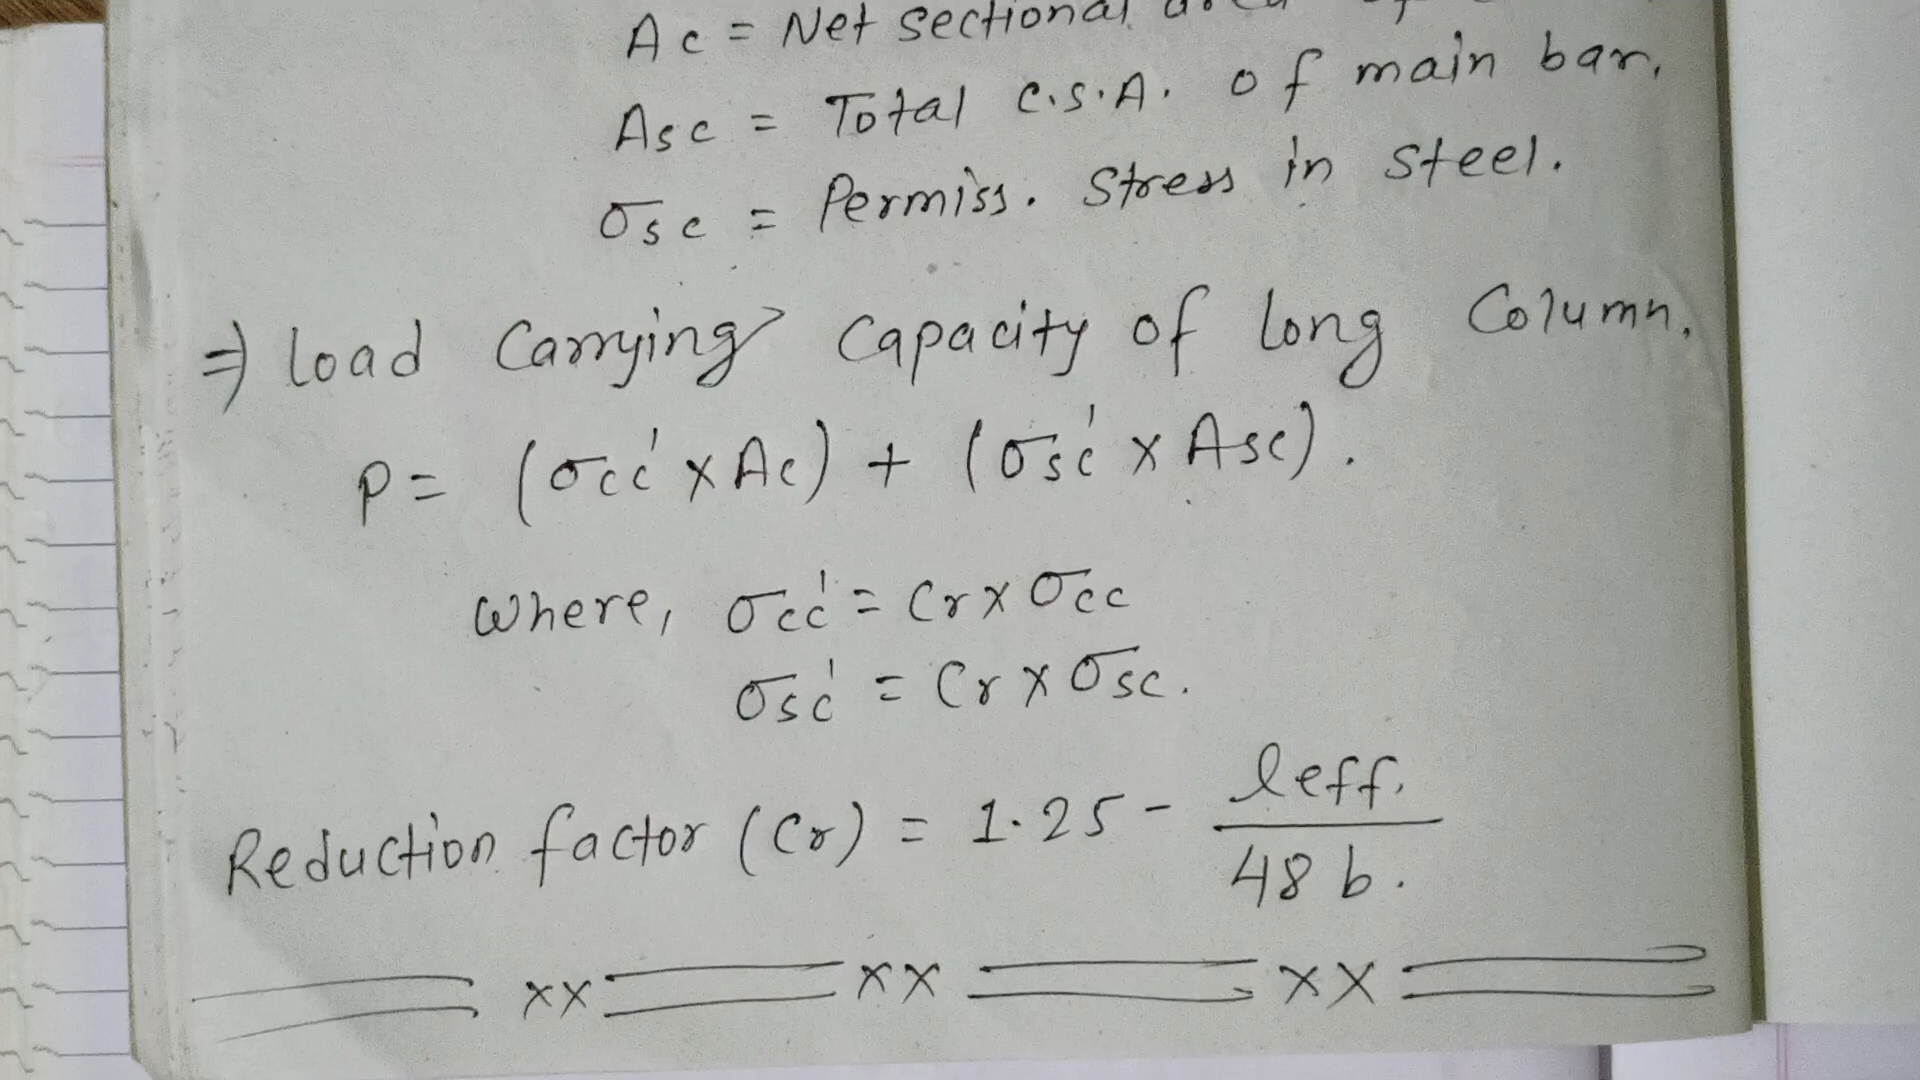 Ac = Net sectional
Asc = Total C.S.A. of main bar.
σsc = Permiss. Stress in steel.
⇒ Load Carrying Capacity of Long Column.
P = (σcc' x Ac) + (σsc' x Asc).
Where, σcc' = Cr x σcc
σsc' = Cr x σsc.
Reduction factor (Cr) = 1.25 - leff. / 48 b.
xx xx xx